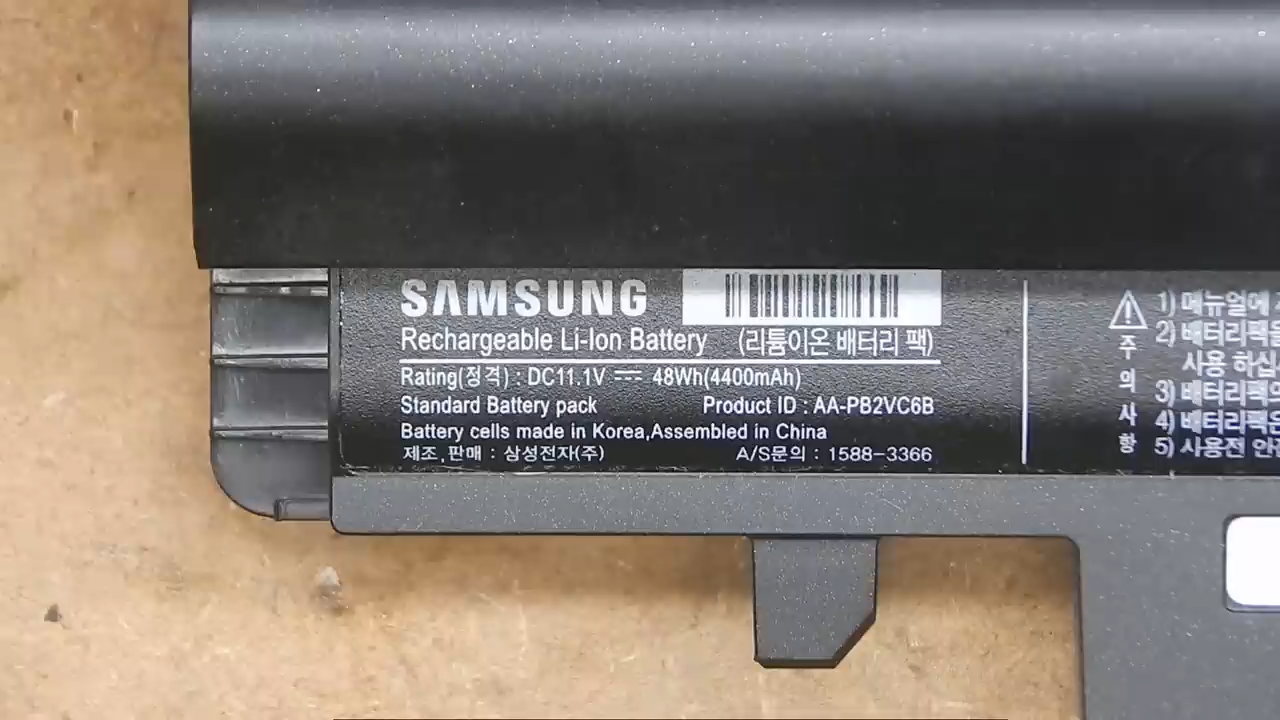 SAMSUNG
Rechargeable Li-Ion Battery (리튬이온 배터리 팩)
Rating(정격) : DC11.1V ⎓ 48Wh(4400mAh)
Standard Battery pack Product ID : AA-PB2VC6B
Battery cells made in Korea,Assembled in China
제조,판매 : 삼성전자(주) A/S문의 : 1588-3366
주의사항
1) 메뉴얼에
2) 배터리팩을
사용 하십
3) 배터리팩의
4) 배터리팩은
5) 사용전 안